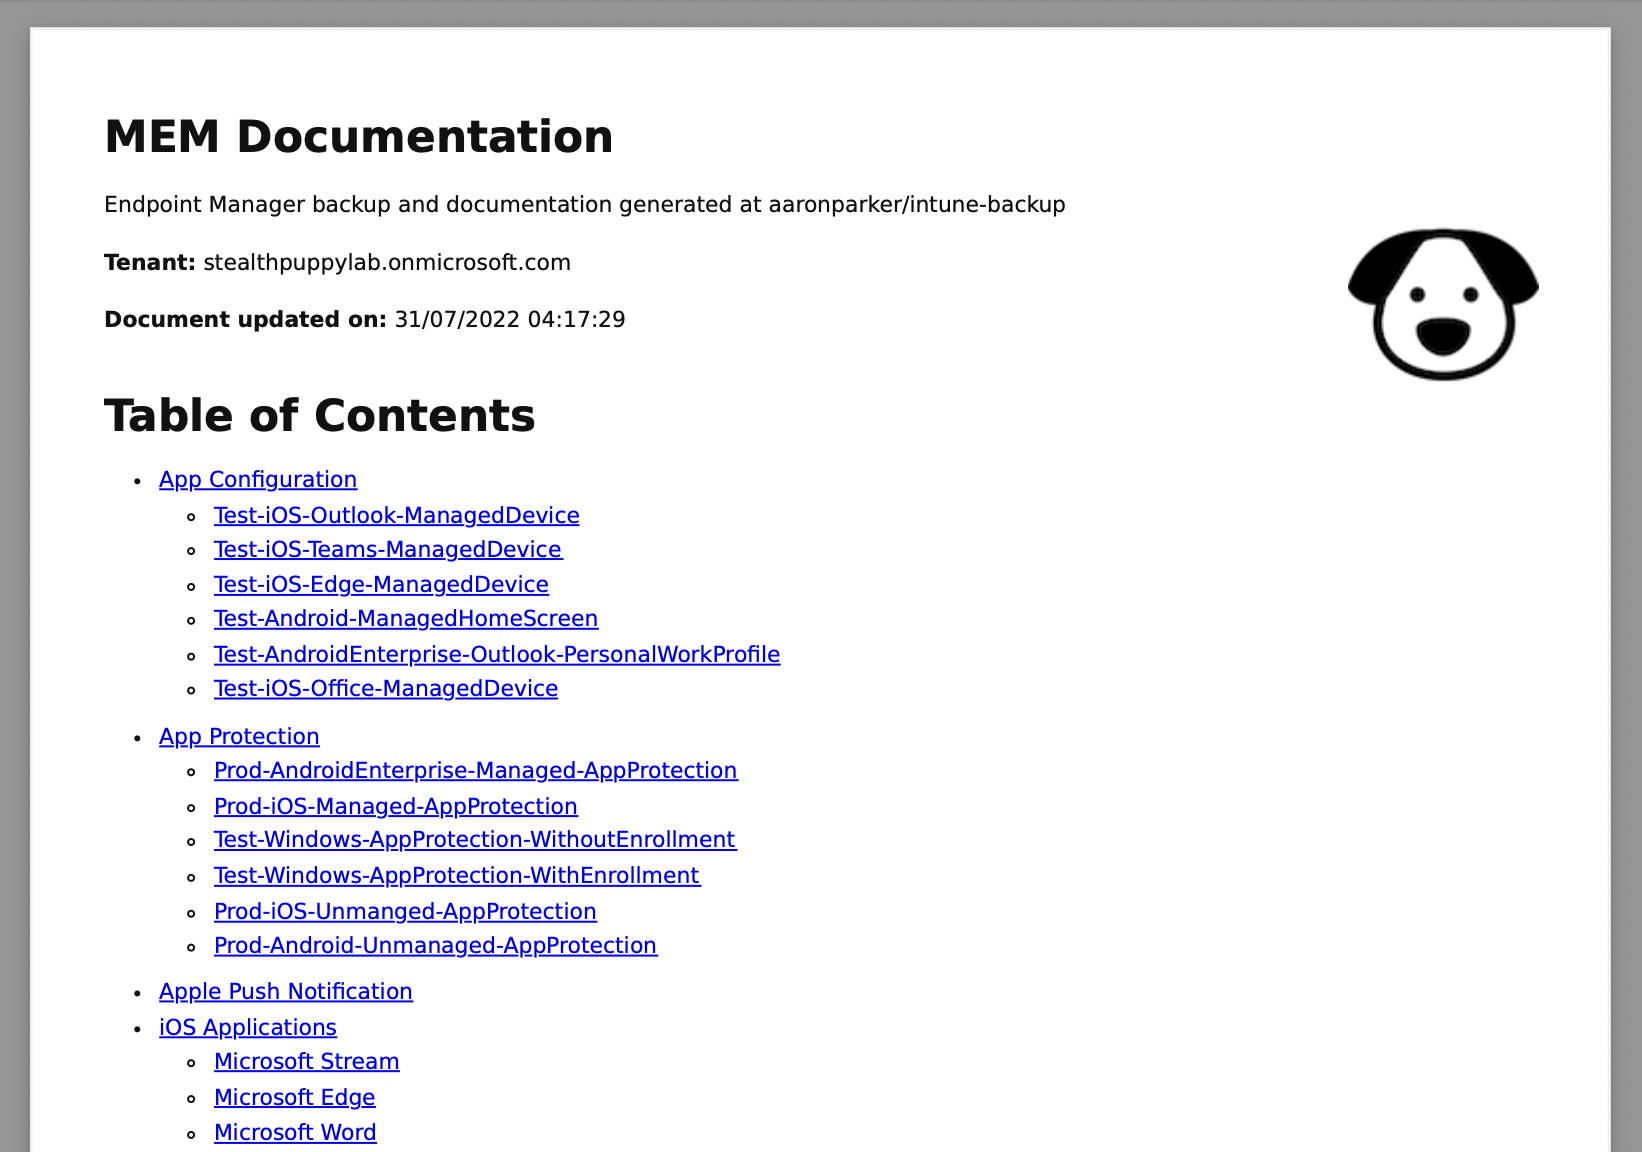 MEM Documentation
Endpoint Manager backup and documentation generated at aaronparker/intune-backup
Tenant: stealthpuppylab.onmicrosoft.com
Document updated on: 31/07/2022 04:17:29
Table of Contents
App Configuration
Test-iOS-Outlook-ManagedDevice
Test-iOS-Teams-ManagedDevice
Test-iOS-Edge-ManagedDevice
Test-Android-ManagedHomeScreen
Test-AndroidEnterprise-Outlook-PersonalWorkProfile
Test-iOS-Office-ManagedDevice
App Protection
Prod-AndroidEnterprise-Managed-AppProtection
Prod-iOS-Managed-AppProtection
Test-Windows-AppProtection-WithoutEnrollment
Test-Windows-AppProtection-WithEnrollment
Prod-iOS-Unmanged-AppProtection
Prod-Android-Unmanaged-AppProtection
Apple Push Notification
iOS Applications
Microsoft Stream
Microsoft Edge
Microsoft Word